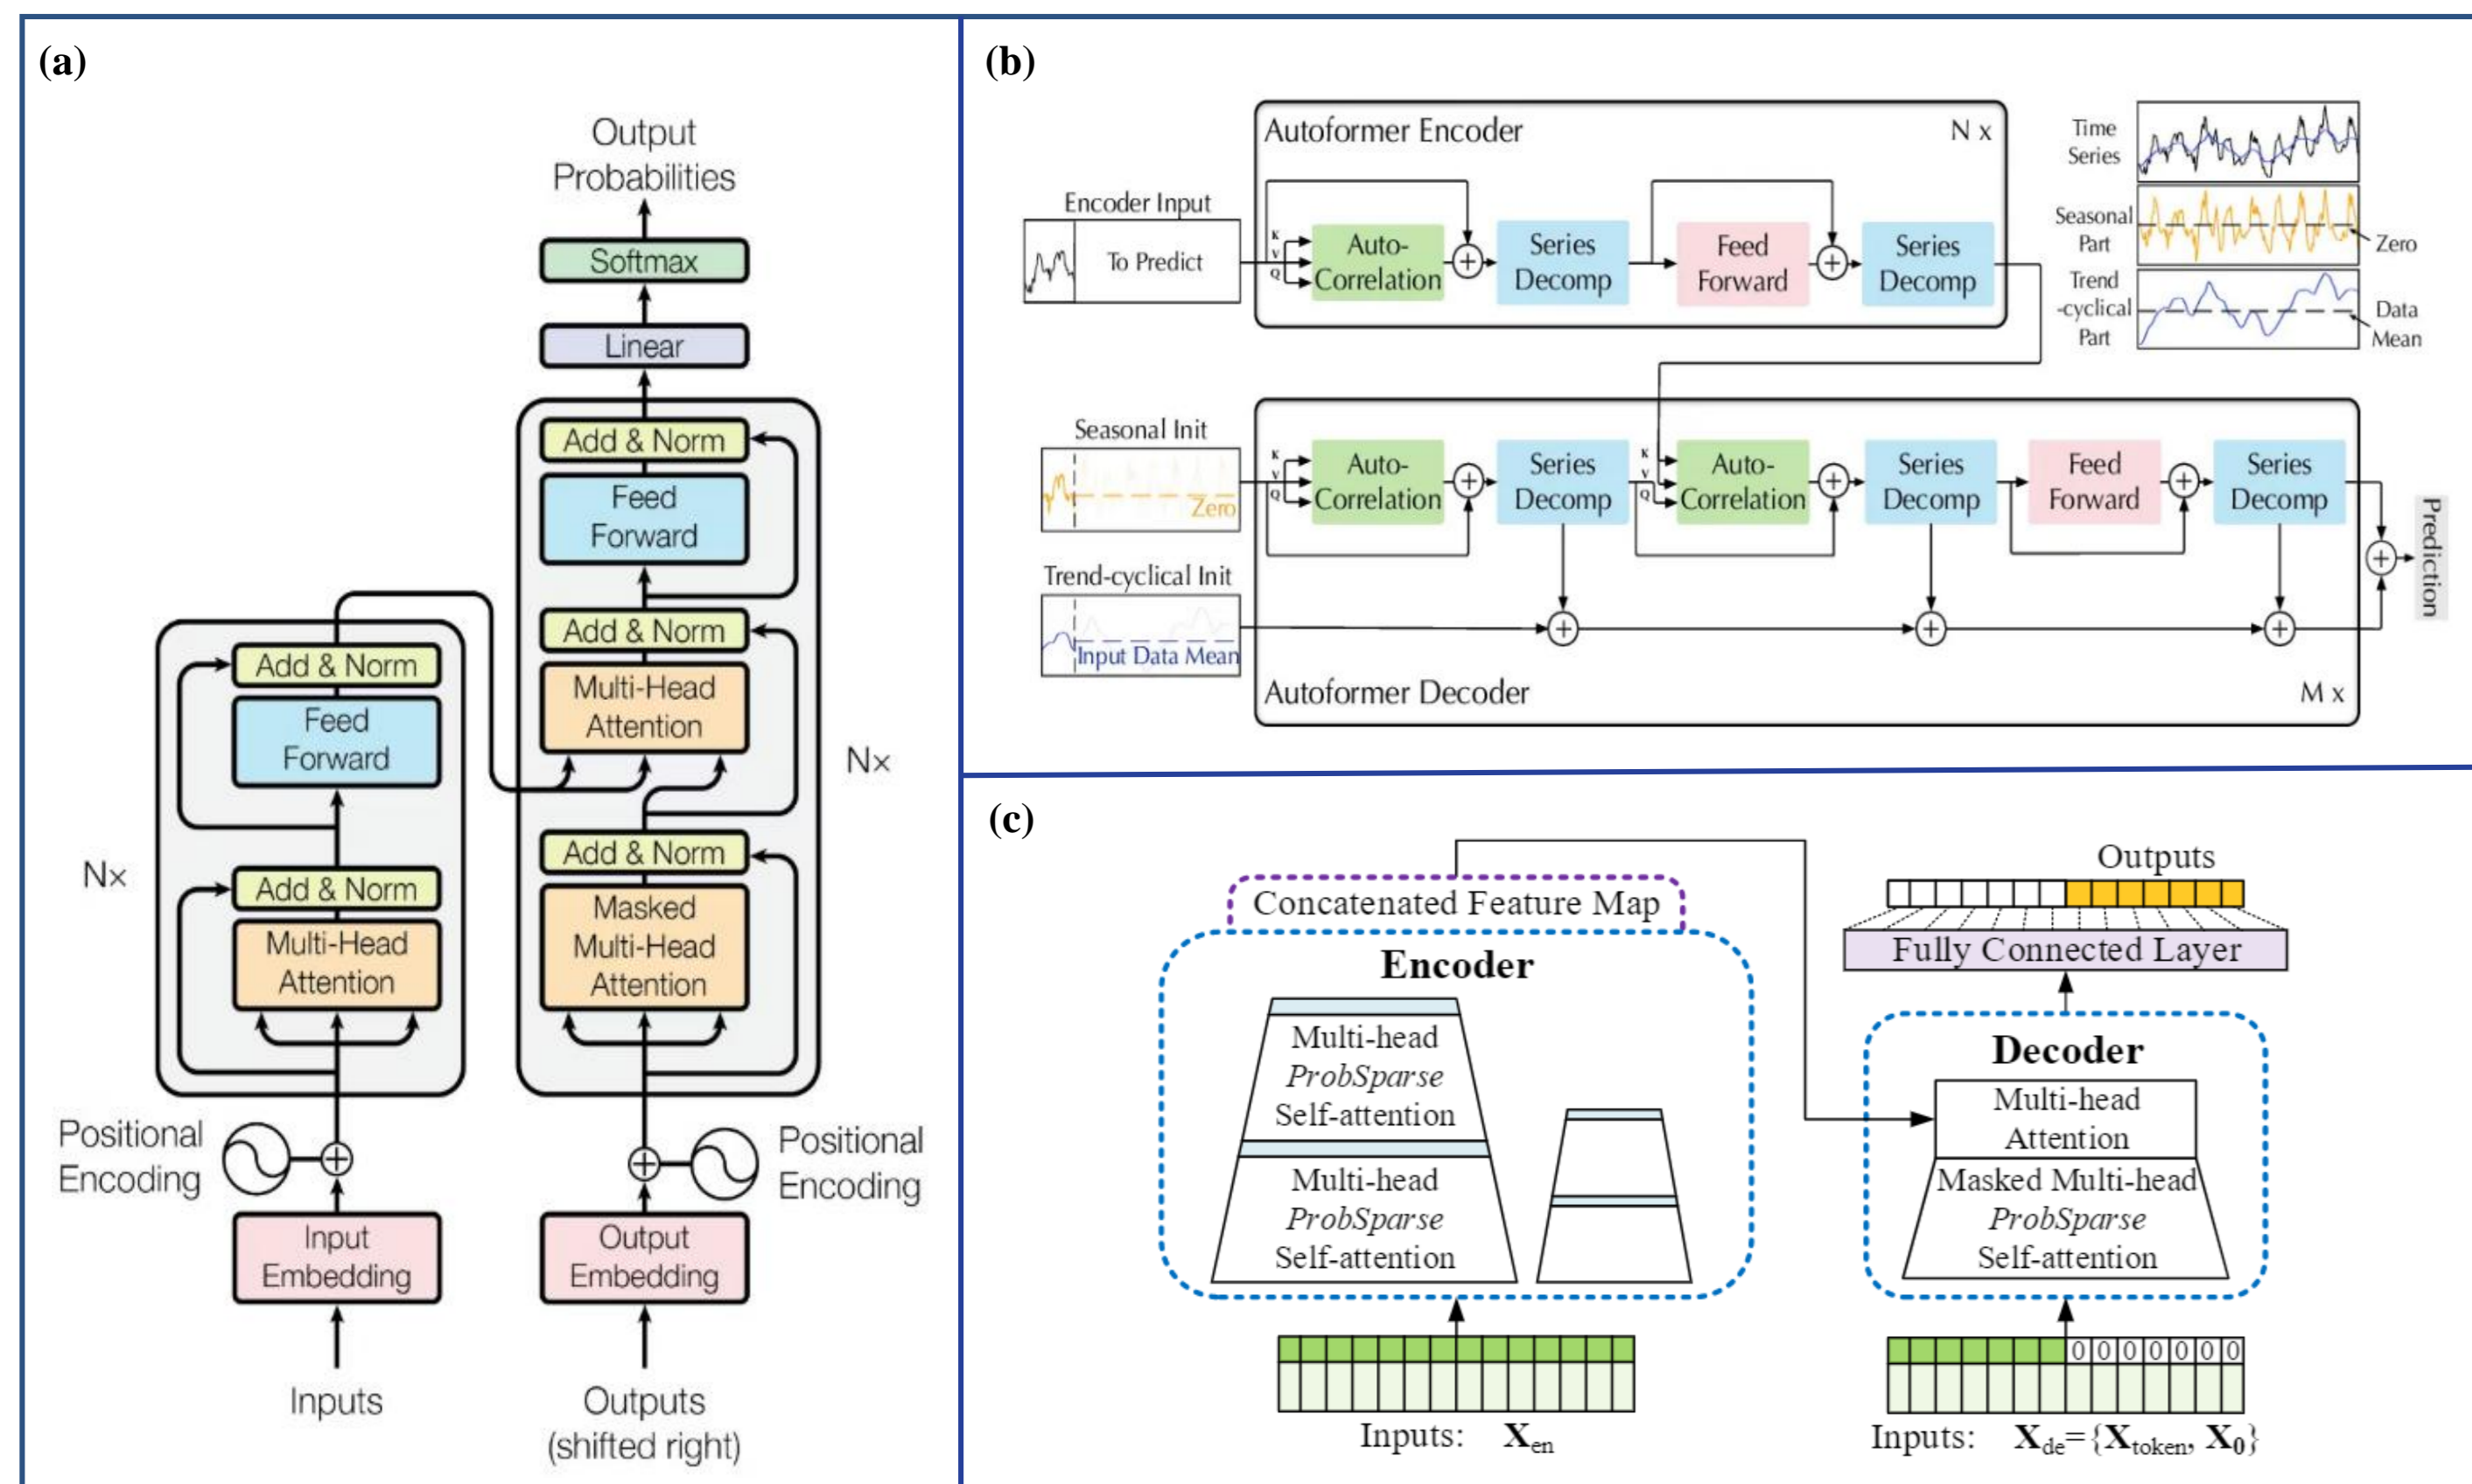 (a)
Output
Probabilities
Softmax
Linear
Add & Norm
Feed
Forward
Add & Norm
Multi-Head
Attention
Nx
Add & Norm
Masked
Multi-Head
Attention
Add & Norm
Feed
Forward
Nx
Add & Norm
Multi-Head
Attention
Positional
Encoding
Positional
Encoding
Input
Embedding
Output
Embedding
Inputs
Outputs
(shifted right)
(b)
Autoformer Encoder
N x
Encoder Input
To Predict
K
V
Q
Auto-
Correlation
Series
Decomp
Feed
Forward
Series
Decomp
Time
Series
Seasonal
Part
Zero
Trend
-cyclical
Part
Data
Mean
Seasonal Init
Zero
K
V
Q
Auto-
Correlation
Series
Decomp
K
V
Q
Auto-
Correlation
Series
Decomp
Feed
Forward
Series
Decomp
Prediction
Trend-cyclical Init
Input Data Mean
Autoformer Decoder
M x
(c)
Concatenated Feature Map
Encoder
Multi-head
ProbSparse
Self-attention
Multi-head
ProbSparse
Self-attention
Inputs: Xen
Outputs
Fully Connected Layer
Decoder
Multi-head
Attention
Masked Multi-head
ProbSparse
Self-attention
0 0 0 0 0 0 0
Inputs: Xde={Xtoken, X0}